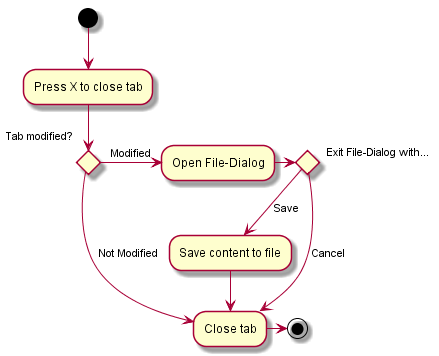 Press X to close tab
Tab modified?
Modified
Open File-Dialog
Exit File-Dialog with...
Save
Save content to file
Not Modified
Cancel
Close tab